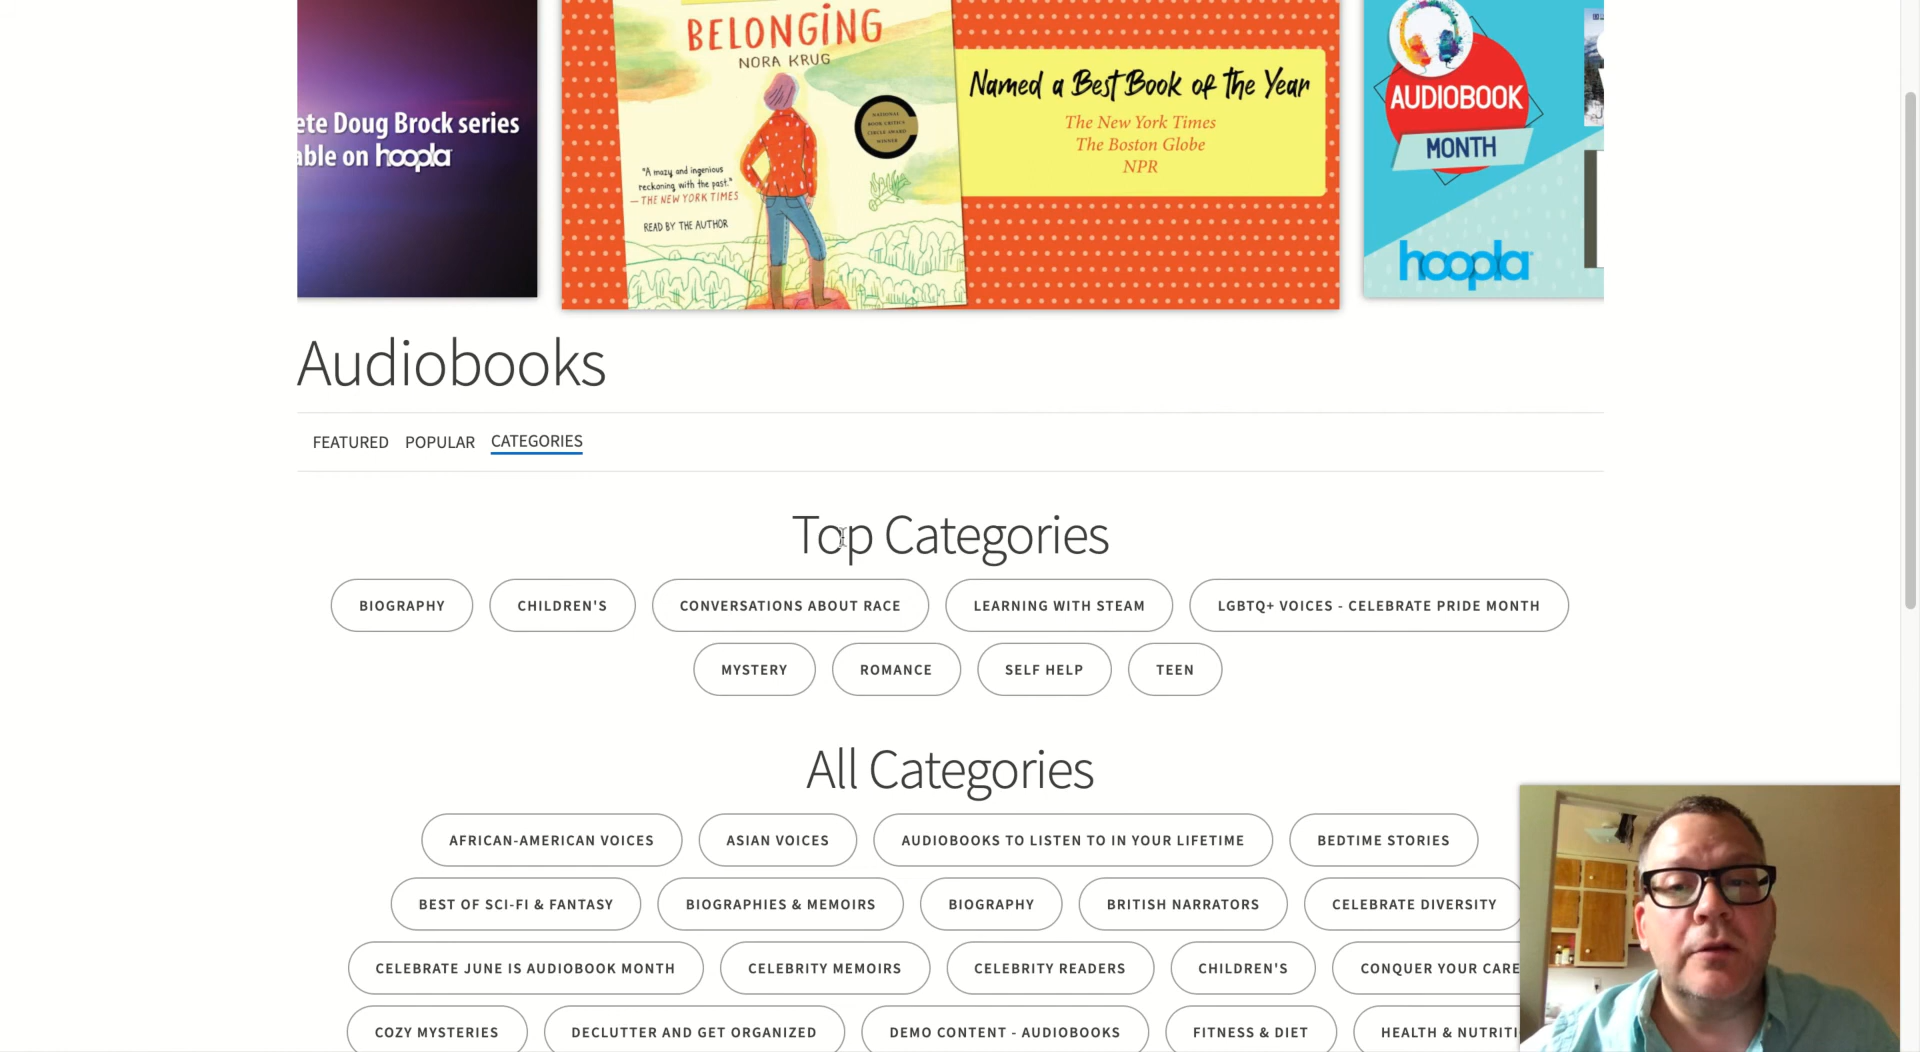 BELONGING
NORA KRUG
NATIONAL
BOOK CRITICS
CIRCLE AWARD
WINNER
"A mazy and ingenious
reckoning with the past."
— THE NEW YORK TIMES
READ BY THE AUTHOR
Named a Best Book of the Year
The New York Times
The Boston Globe
NPR
ete Doug Brock series
able on hoopla
AUDIOBOOK
MONTH
hoopla
Audiobooks
FEATURED POPULAR CATEGORIES
Top Categories
BIOGRAPHY CHILDREN'S CONVERSATIONS ABOUT RACE LEARNING WITH STEAM LGBTQ+ VOICES - CELEBRATE PRIDE MONTH
MYSTERY ROMANCE SELF HELP TEEN
All Categories
AFRICAN-AMERICAN VOICES ASIAN VOICES AUDIOBOOKS TO LISTEN TO IN YOUR LIFETIME BEDTIME STORIES
BEST OF SCI-FI & FANTASY BIOGRAPHIES & MEMOIRS BIOGRAPHY BRITISH NARRATORS CELEBRATE DIVERSITY
CELEBRATE JUNE IS AUDIOBOOK MONTH CELEBRITY MEMOIRS CELEBRITY READERS CHILDREN'S CONQUER YOUR CARE
COZY MYSTERIES DECLUTTER AND GET ORGANIZED DEMO CONTENT - AUDIOBOOKS FITNESS & DIET HEALTH & NUTRITI